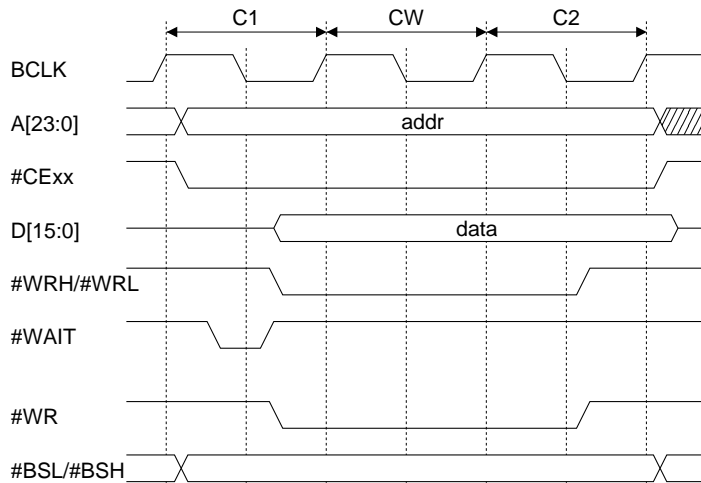 C1 CW C2
BCLK
A[23:0] addr
#CExx
D[15:0] data
#WRH/#WRL
#WAIT
#WR
#BSL/#BSH